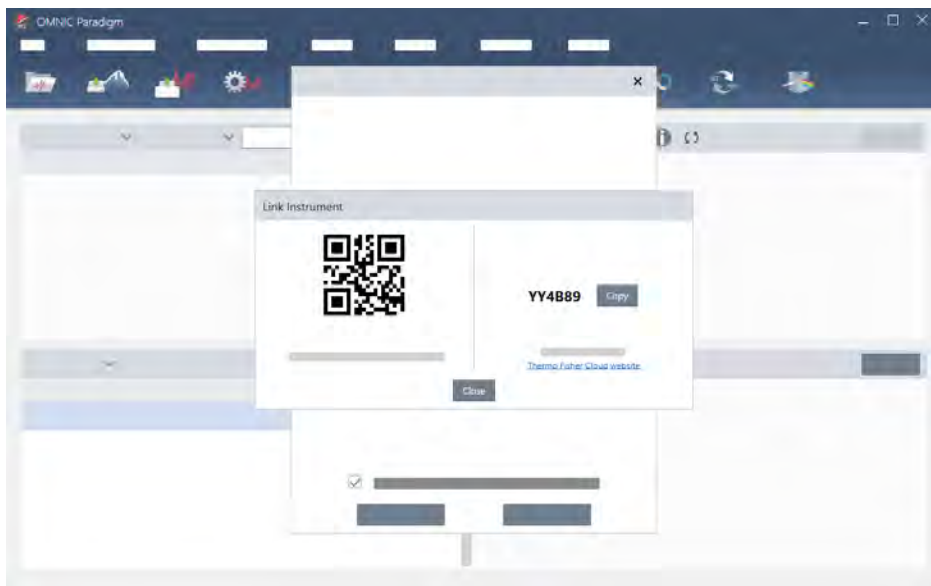 OMNIC Paradigm
Link Instrument
YY4B89
Copy
Thermo Fisher Cloud website
Close